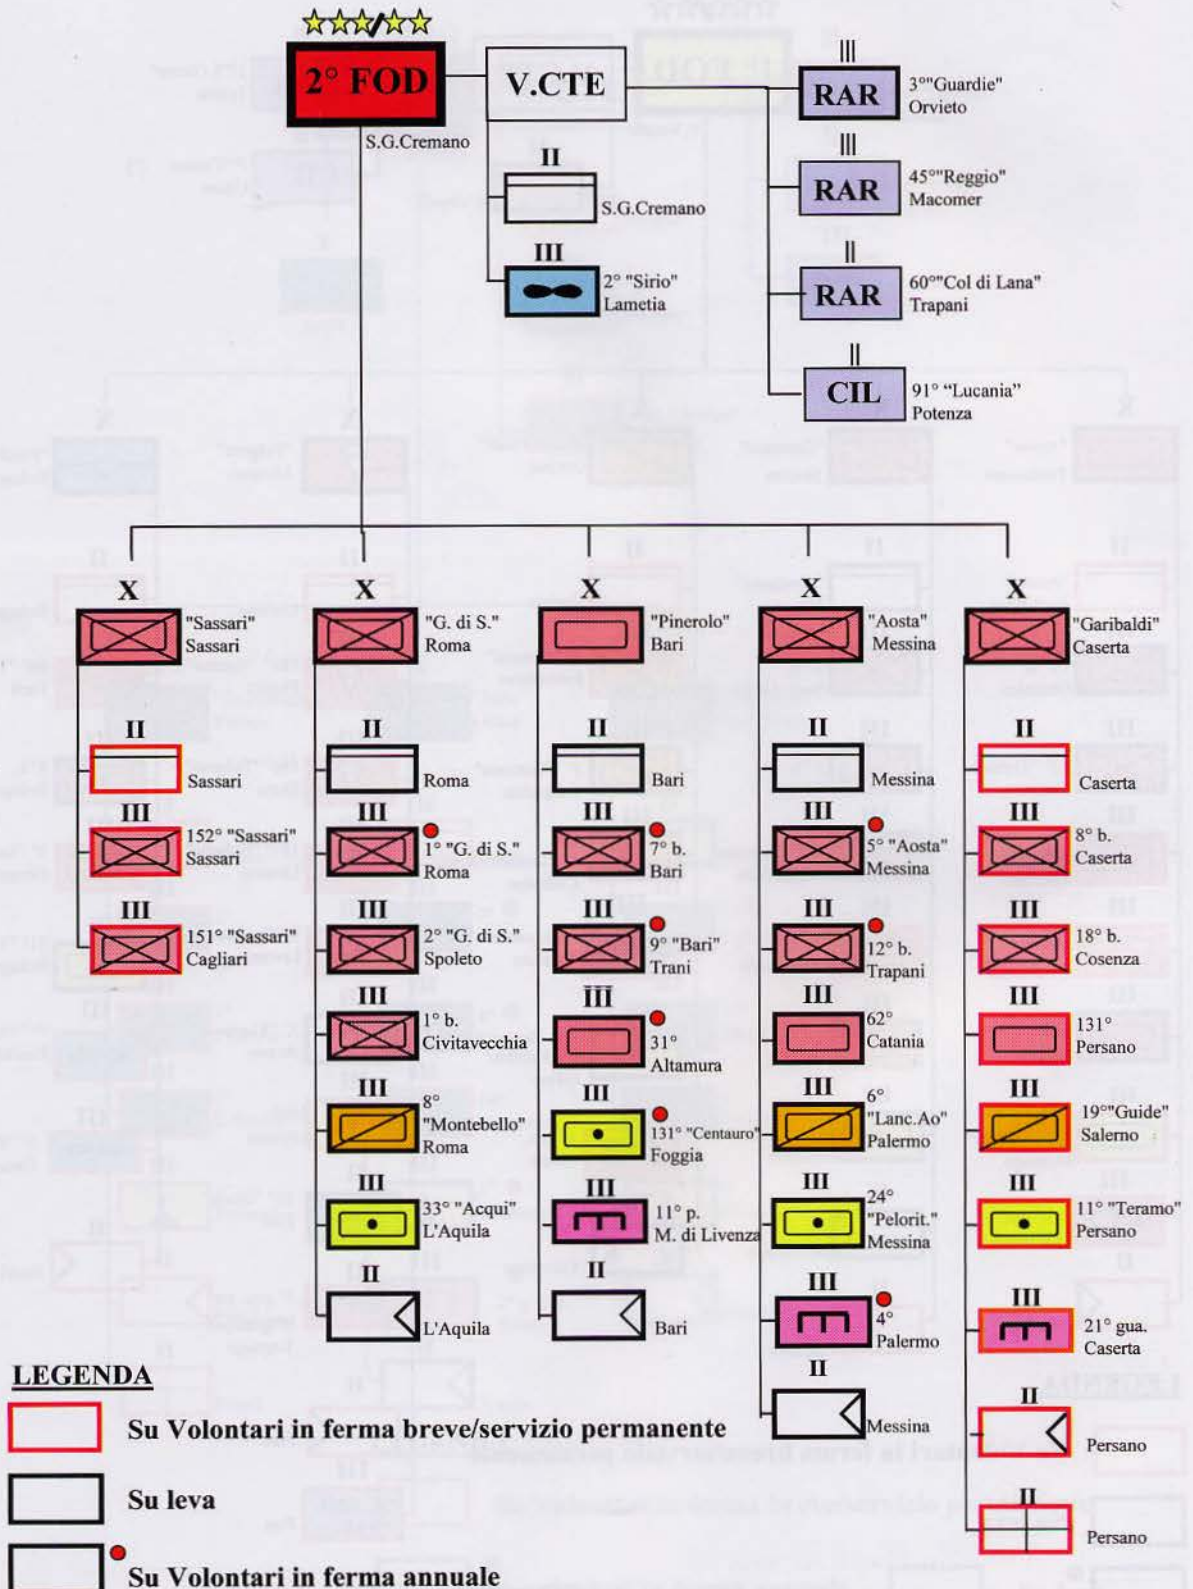 2° FOD
S.G.Cremano
V.CTE
II
S.G.Cremano
III
2° "Sirio"
Lametia
III
RAR
3°"Guardie"
Orvieto
III
RAR
45°"Reggio"
Macomer
II
RAR
60°"Col di Lana"
Trapani
II
CIL
91° “Lucania”
Potenza
X
"Sassari"
Sassari
II
Sassari
III
152° "Sassari"
Sassari
III
151° "Sassari"
Cagliari
X
"G. di S."
Roma
II
Roma
III
1° "G. di S."
Roma
III
2° "G. di S."
Spoleto
III
1° b.
Civitavecchia
III
8°
"Montebello"
Roma
III
33° "Acqui"
L'Aquila
II
L'Aquila
X
"Pinerolo"
Bari
II
Bari
III
7° b.
Bari
III
9° "Bari"
Trani
III
31°
Altamura
III
131° "Centauro"
Foggia
III
11° p.
M. di Livenza
II
Bari
X
"Aosta"
Messina
II
Messina
III
5° "Aosta"
Messina
III
12° b.
Trapani
III
62°
Catania
III
6°
"Lanc.Ao"
Palermo
III
24°
"Pelorit."
Messina
III
4°
Palermo
II
Messina
X
"Garibaldi"
Caserta
II
Caserta
III
8° b.
Caserta
III
18° b.
Cosenza
III
131°
Persano
III
19°"Guide"
Salerno
III
11° "Teramo"
Persano
III
21° gua.
Caserta
II
Persano
II
Persano
LEGENDA
Su Volontari in ferma breve/servizio permanente
Su leva
Su Volontari in ferma annuale